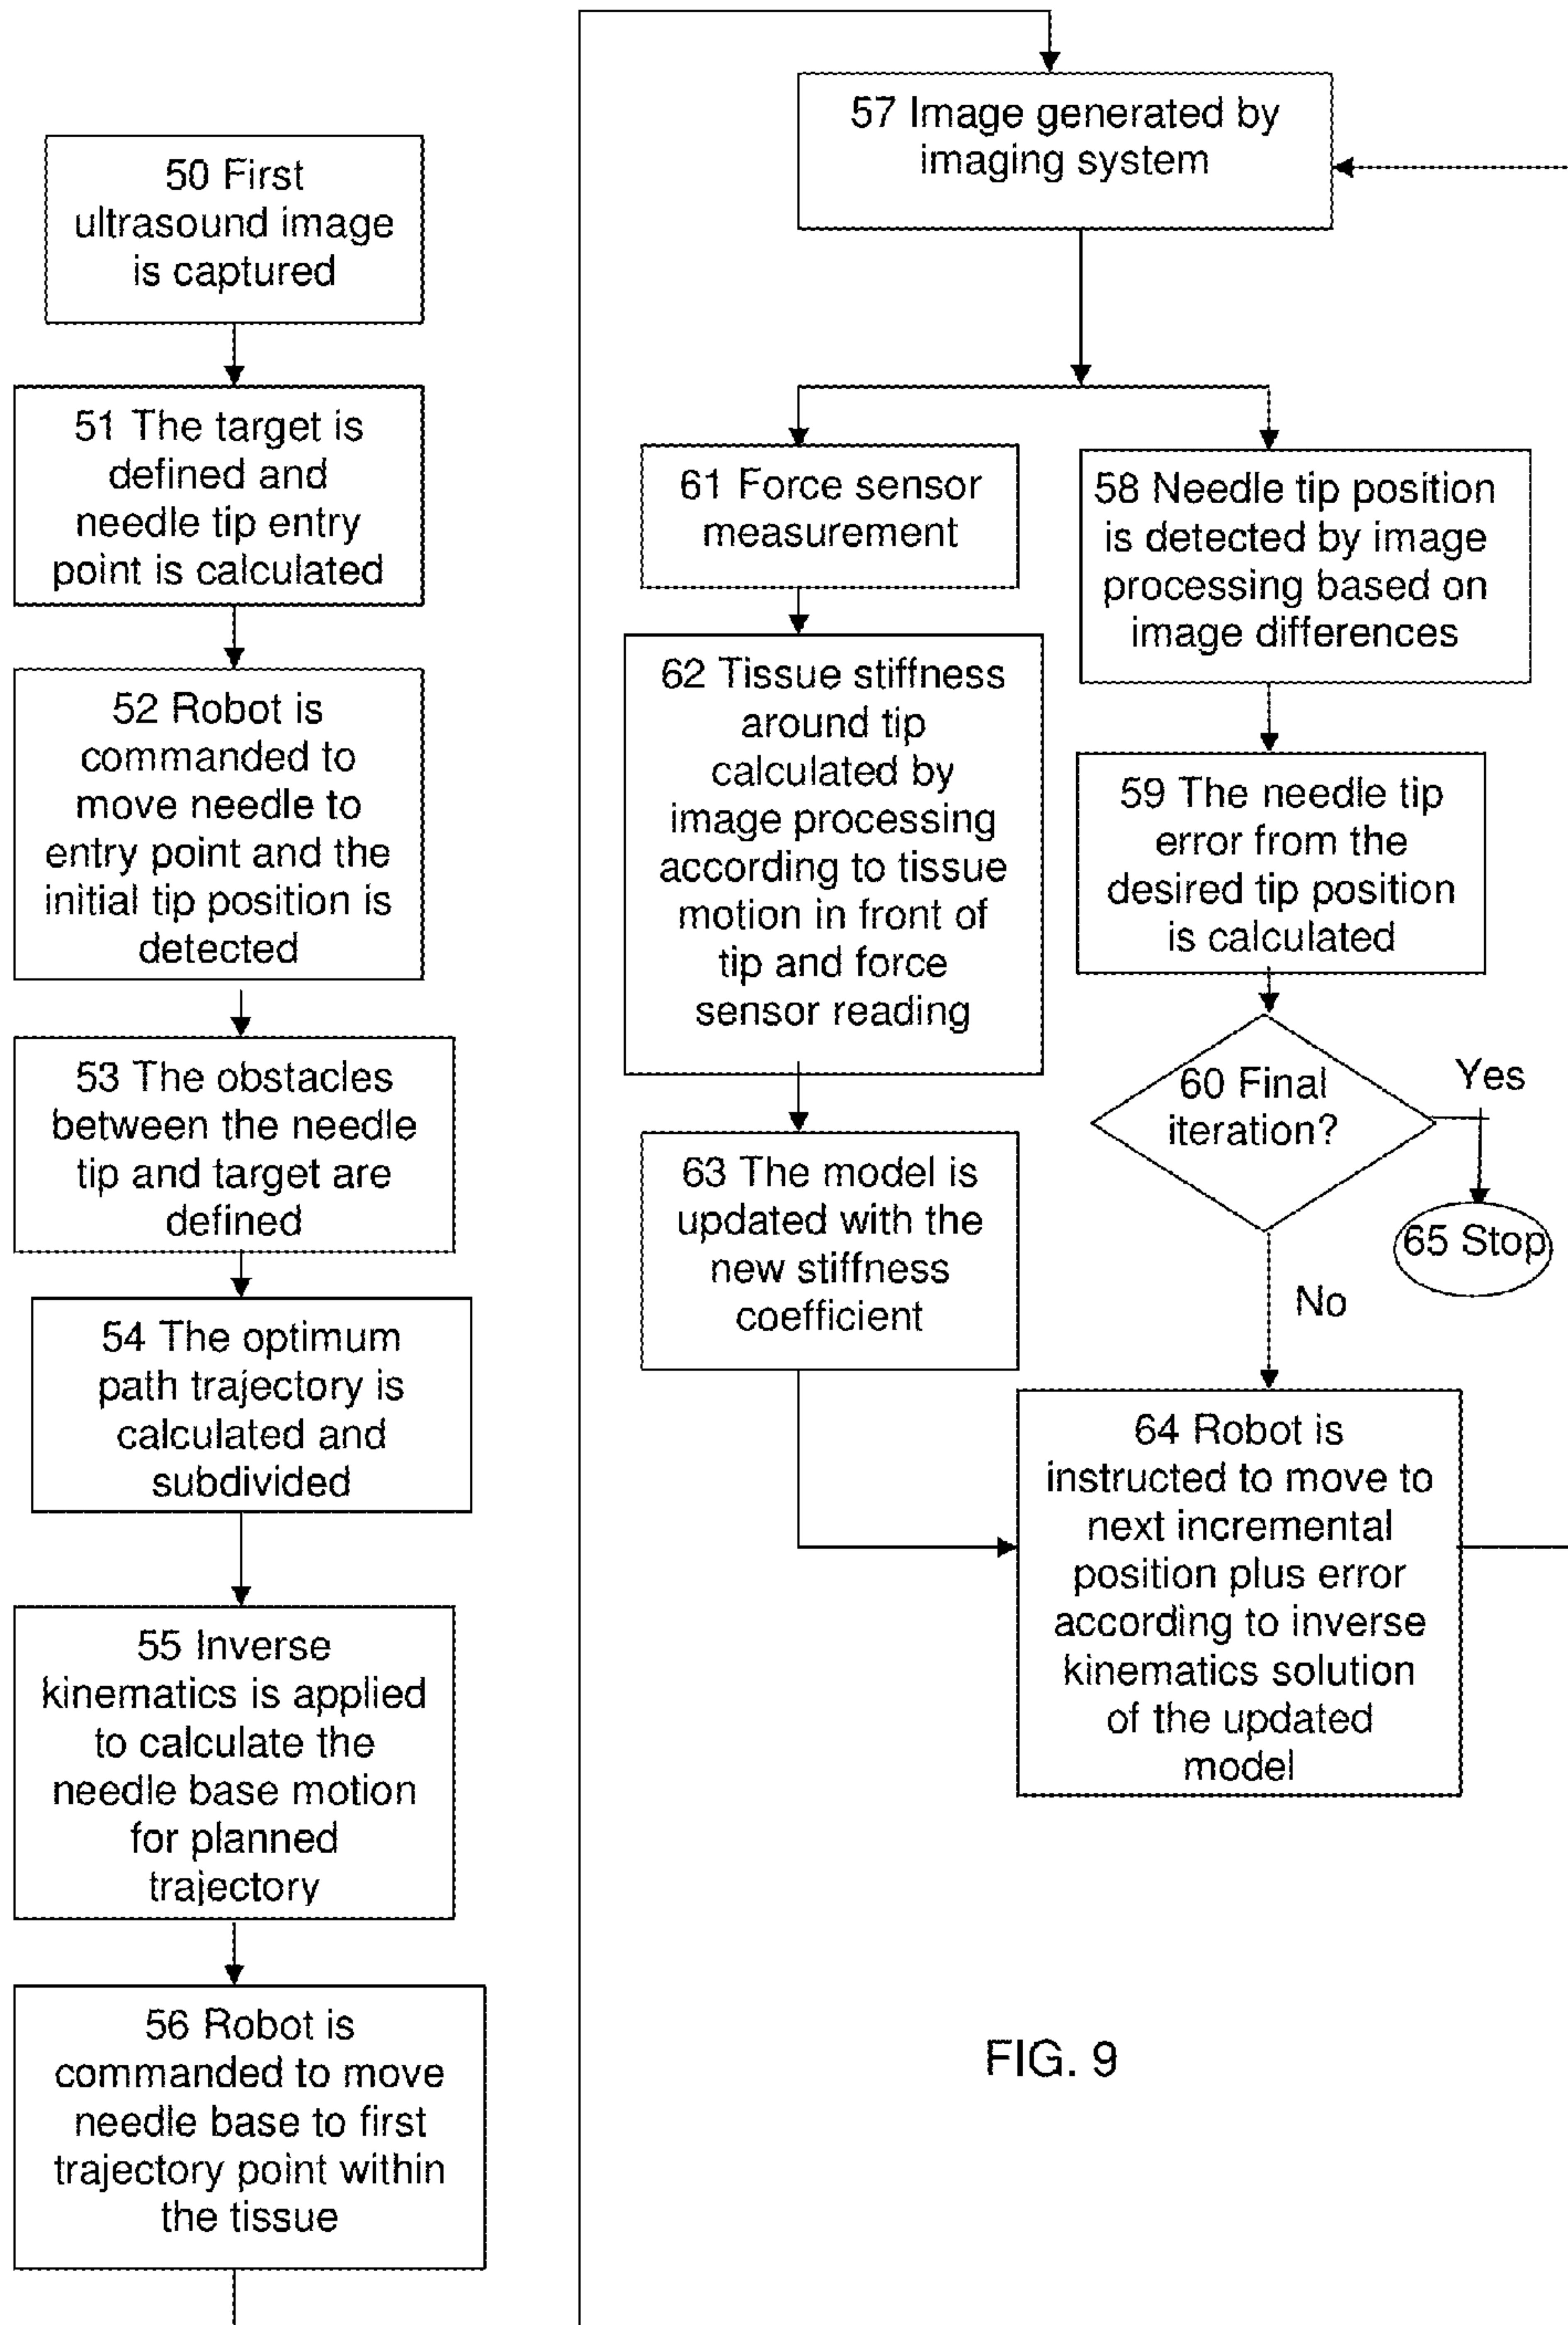 50 First
ultrasound image
is captured
51 The target is
defined and
needle tip entry
point is calculated
52 Robot is
commanded to
move needle to
entry point and the
initial tip position is
detected
53 The obstacles
between the needle
tip and target are
defined
54 The optimum
path trajectory is
calculated and
subdivided
55 Inverse
kinematics is applied
to calculate the
needle base motion
for planned
trajectory
56 Robot is
commanded to move
needle base to first
trajectory point within
the tissue
57 Image generated by
imaging system
61 Force sensor
measurement
62 Tissue stiffness
around tip
calculated by
image processing
according to tissue
motion in front of
tip and force
sensor reading
63 The model is
updated with the
new stiffness
coefficient
58 Needle tip position
is detected by image
processing based on
image differences
59 The needle tip
error from the
desired tip position
is calculated
60 Final
iteration?
Yes
65 Stop
No
64 Robot is
instructed to move to
next incremental
position plus error
according to inverse
kinematics solution
of the updated
model
FIG. 9